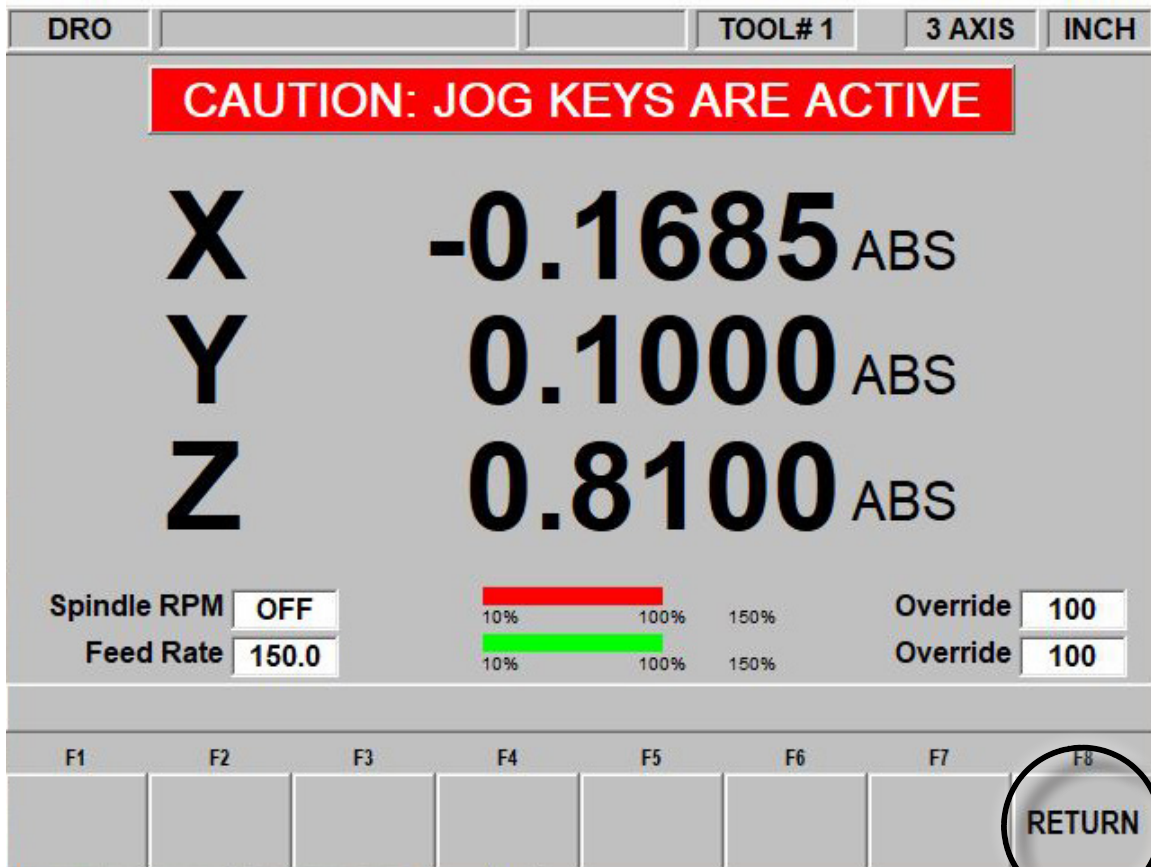 DRO TOOL# 1 3 AXIS INCH
CAUTION: JOG KEYS ARE ACTIVE
X -0.1685 ABS
Y 0.1000 ABS
Z 0.8100 ABS
Spindle RPM OFF 10% 100% 150% Override 100
Feed Rate 150.0 10% 100% 150% Override 100
F1 F2 F3 F4 F5 F6 F7 F8
RETURN